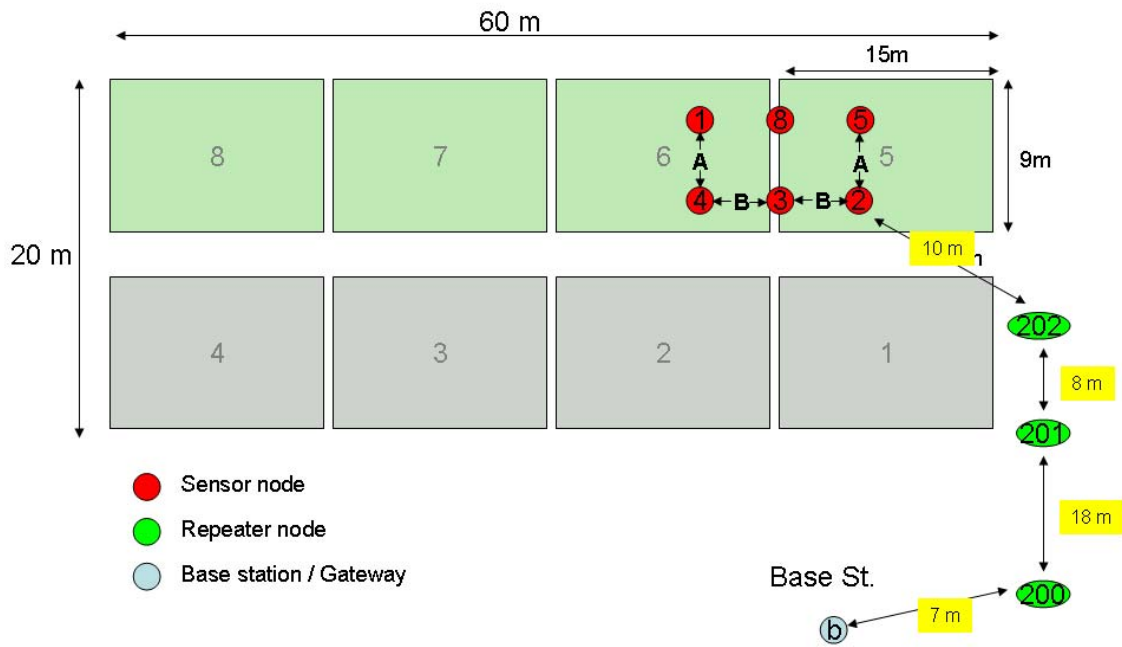 60 m
15m
1
8
5
8
7
6
A
A
5
9m
4
B
3
B
2
20 m
10 m
202
4
3
2
1
8 m
201
Sensor node
Repeater node
18 m
Base station / Gateway
Base St.
200
7 m
b